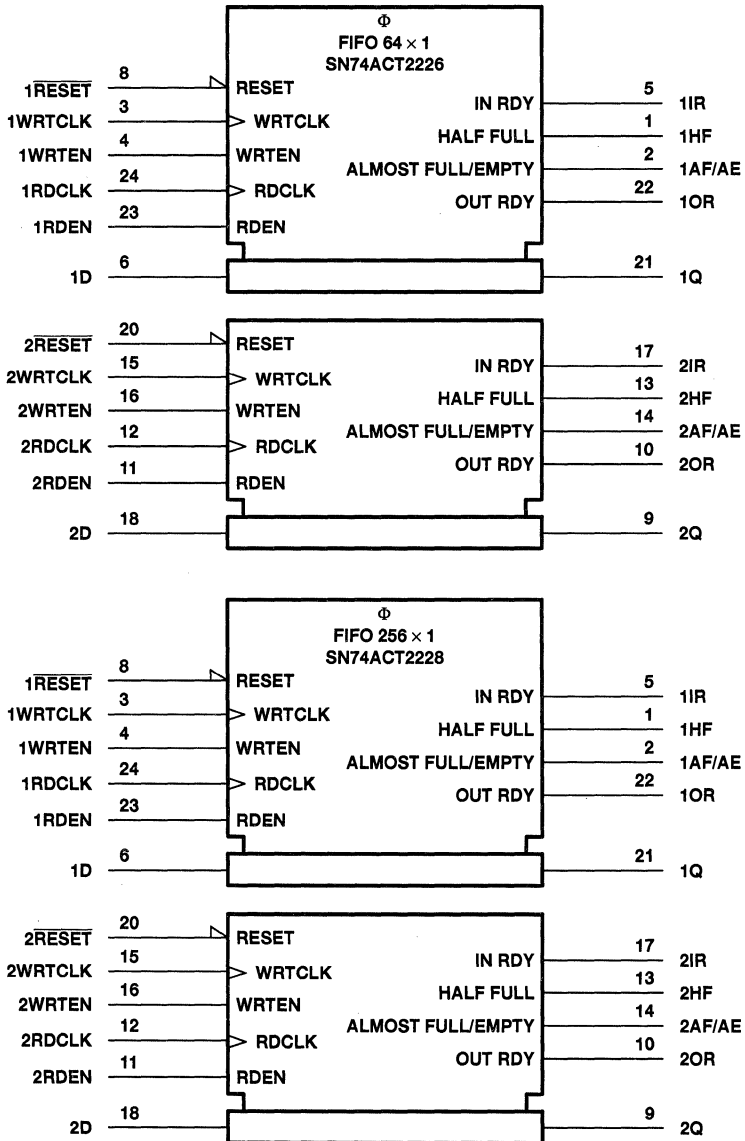 Φ
FIFO 64 × 1
SN74ACT2226
1RESET 8 RESET
1WRTCLK 3 WRTCLK
1WRTEN 4 WRTEN
1RDCLK 24 RDCLK
1RDEN 23 RDEN
IN RDY 5 1IR
HALF FULL 1 1HF
ALMOST FULL/EMPTY 2 1AF/AE
OUT RDY 22 1OR
1D 6
21 1Q
2RESET 20 RESET
2WRTCLK 15 WRTCLK
2WRTEN 16 WRTEN
2RDCLK 12 RDCLK
2RDEN 11 RDEN
IN RDY 17 2IR
HALF FULL 13 2HF
ALMOST FULL/EMPTY 14 2AF/AE
OUT RDY 10 2OR
2D 18
9 2Q
Φ
FIFO 256 × 1
SN74ACT2228
1RESET 8 RESET
1WRTCLK 3 WRTCLK
1WRTEN 4 WRTEN
1RDCLK 24 RDCLK
1RDEN 23 RDEN
IN RDY 5 1IR
HALF FULL 1 1HF
ALMOST FULL/EMPTY 2 1AF/AE
OUT RDY 22 1OR
1D 6
21 1Q
2RESET 20 RESET
2WRTCLK 15 WRTCLK
2WRTEN 16 WRTEN
2RDCLK 12 RDCLK
2RDEN 11 RDEN
IN RDY 17 2IR
HALF FULL 13 2HF
ALMOST FULL/EMPTY 14 2AF/AE
OUT RDY 10 2OR
2D 18
9 2Q